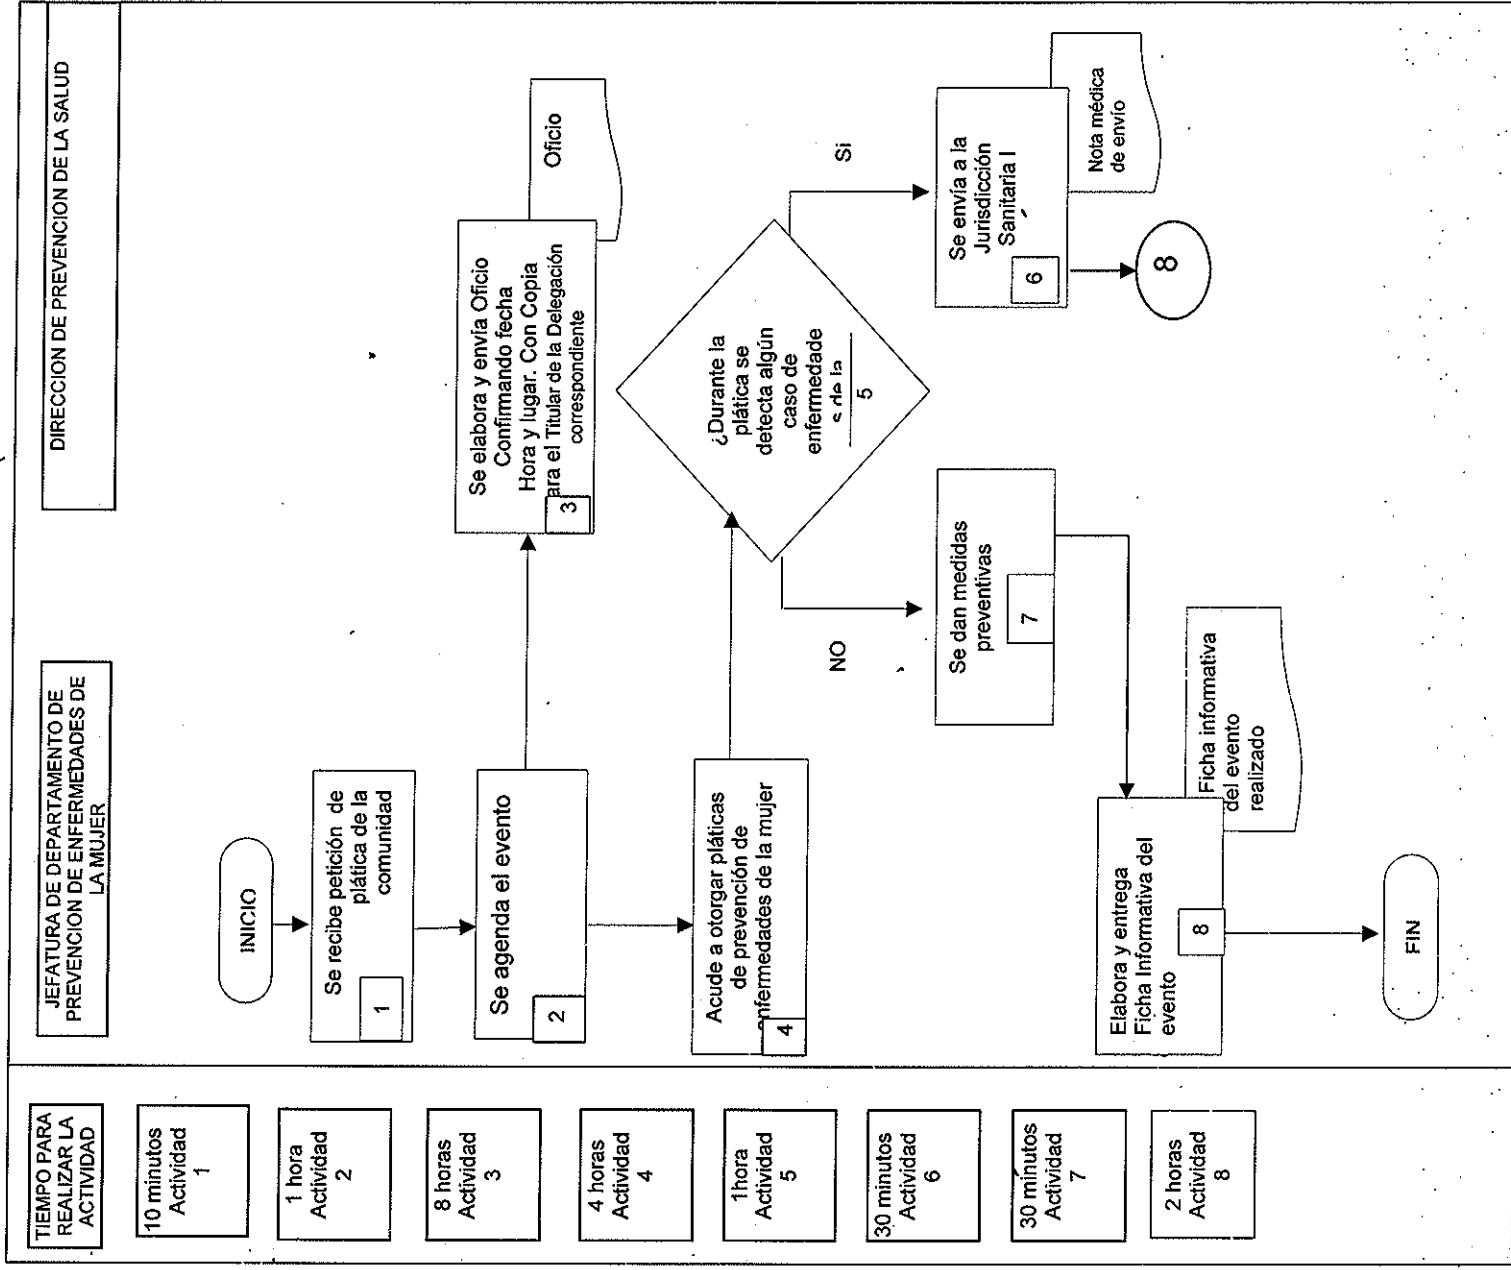 TIEMPO PARA
REALIZAR LA
ACTIVIDAD
10 minutos
Actividad
1
1 hora
Actividad
2
8 horas
Actividad
3
4 horas
Actividad
4
1hora
Actividad
5
30 minutos
Actividad
6
30 minutos
Actividad
7
2 horas
Actividad
8
JEFATURA DE DEPARTAMENTO DE
PREVENCION DE ENFERMEDADES DE
LA MUJER
DIRECCION DE PREVENCION DE LA SALUD
INICIO
Se recibe petición de
plática de la
comunidad
1
Se agenda el evento
2
Se elabora y envía Oficio
Confirmando fecha
Hora y lugar. Con Copia
ara el Titular de la Delegación
correspondiente
3
Oficio
Acude a otorgar pláticas
de prevención de
enfermedades de la mujer
4
¿Durante la
plática se
detecta algún
caso de
enfermedade
s de la
5
Si
NO
Se envía a la
Jurisdicción
Sanitaria I
6
Nota médica
de envío
8
Se dan medidas
preventivas
7
Elabora y entrega
Ficha Informativa del
evento
8
Ficha informativa
del evento
realizado
FIN